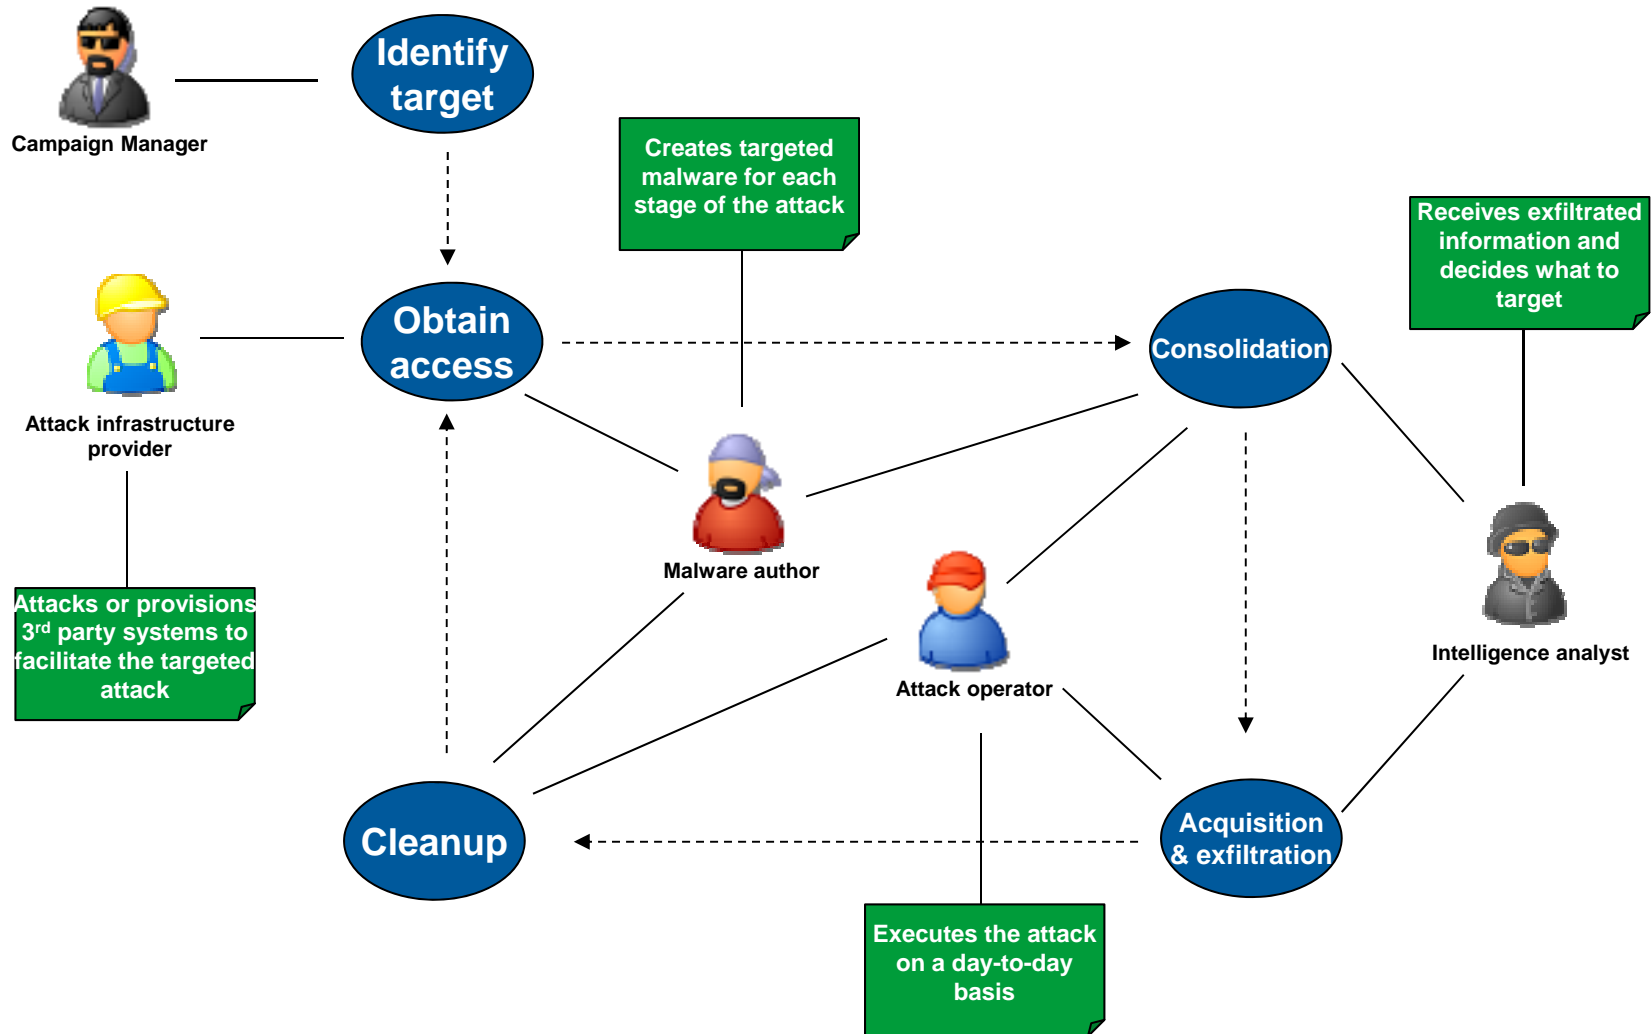 Identify
target
Campaign Manager
Creates targeted
malware for each
stage of the attack
Receives exfiltrated
information and
decides what to
target
Obtain
access
Consolidation
Attack infrastructure
provider
Malware author
Attacks or provisions
3rd party systems to
facilitate the targeted
attack
Intelligence analyst
Attack operator
Cleanup
Acquisition
& exfiltration
Executes the attack
on a day-to-day
basis